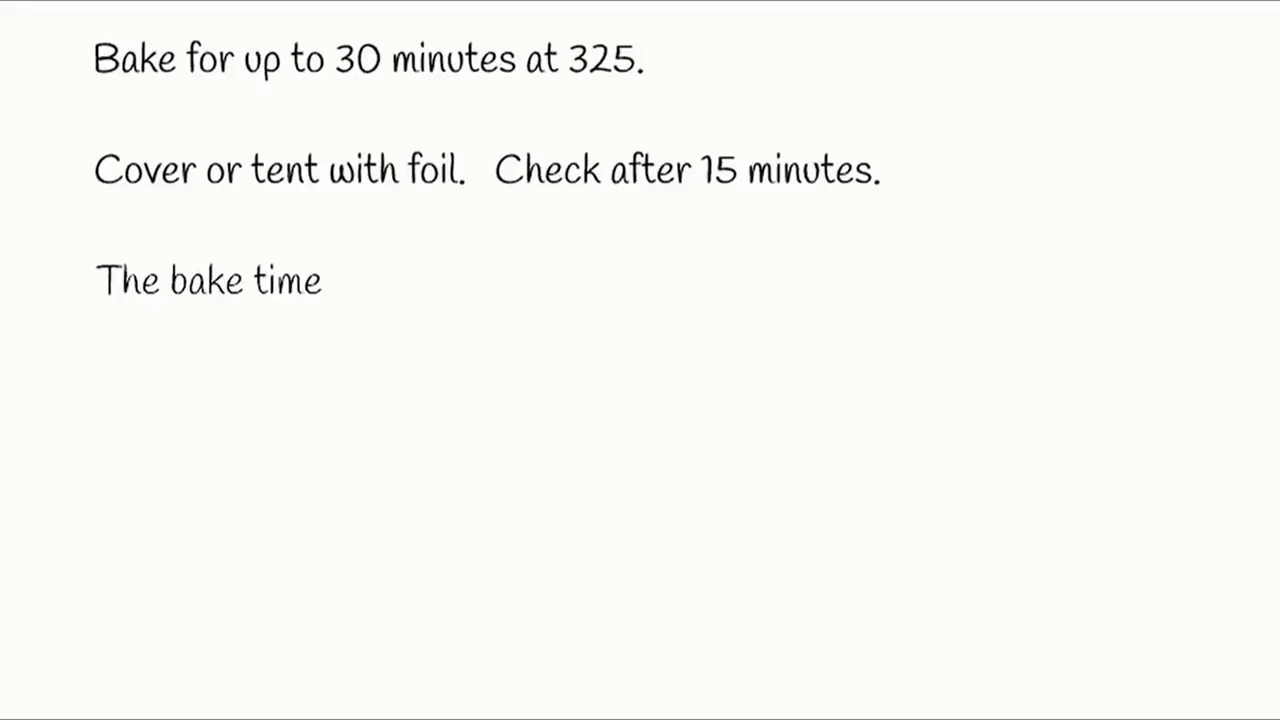 Bake for up to 30 minutes at 325.
Cover or tent with foil.   Check after 15 minutes.
The bake time